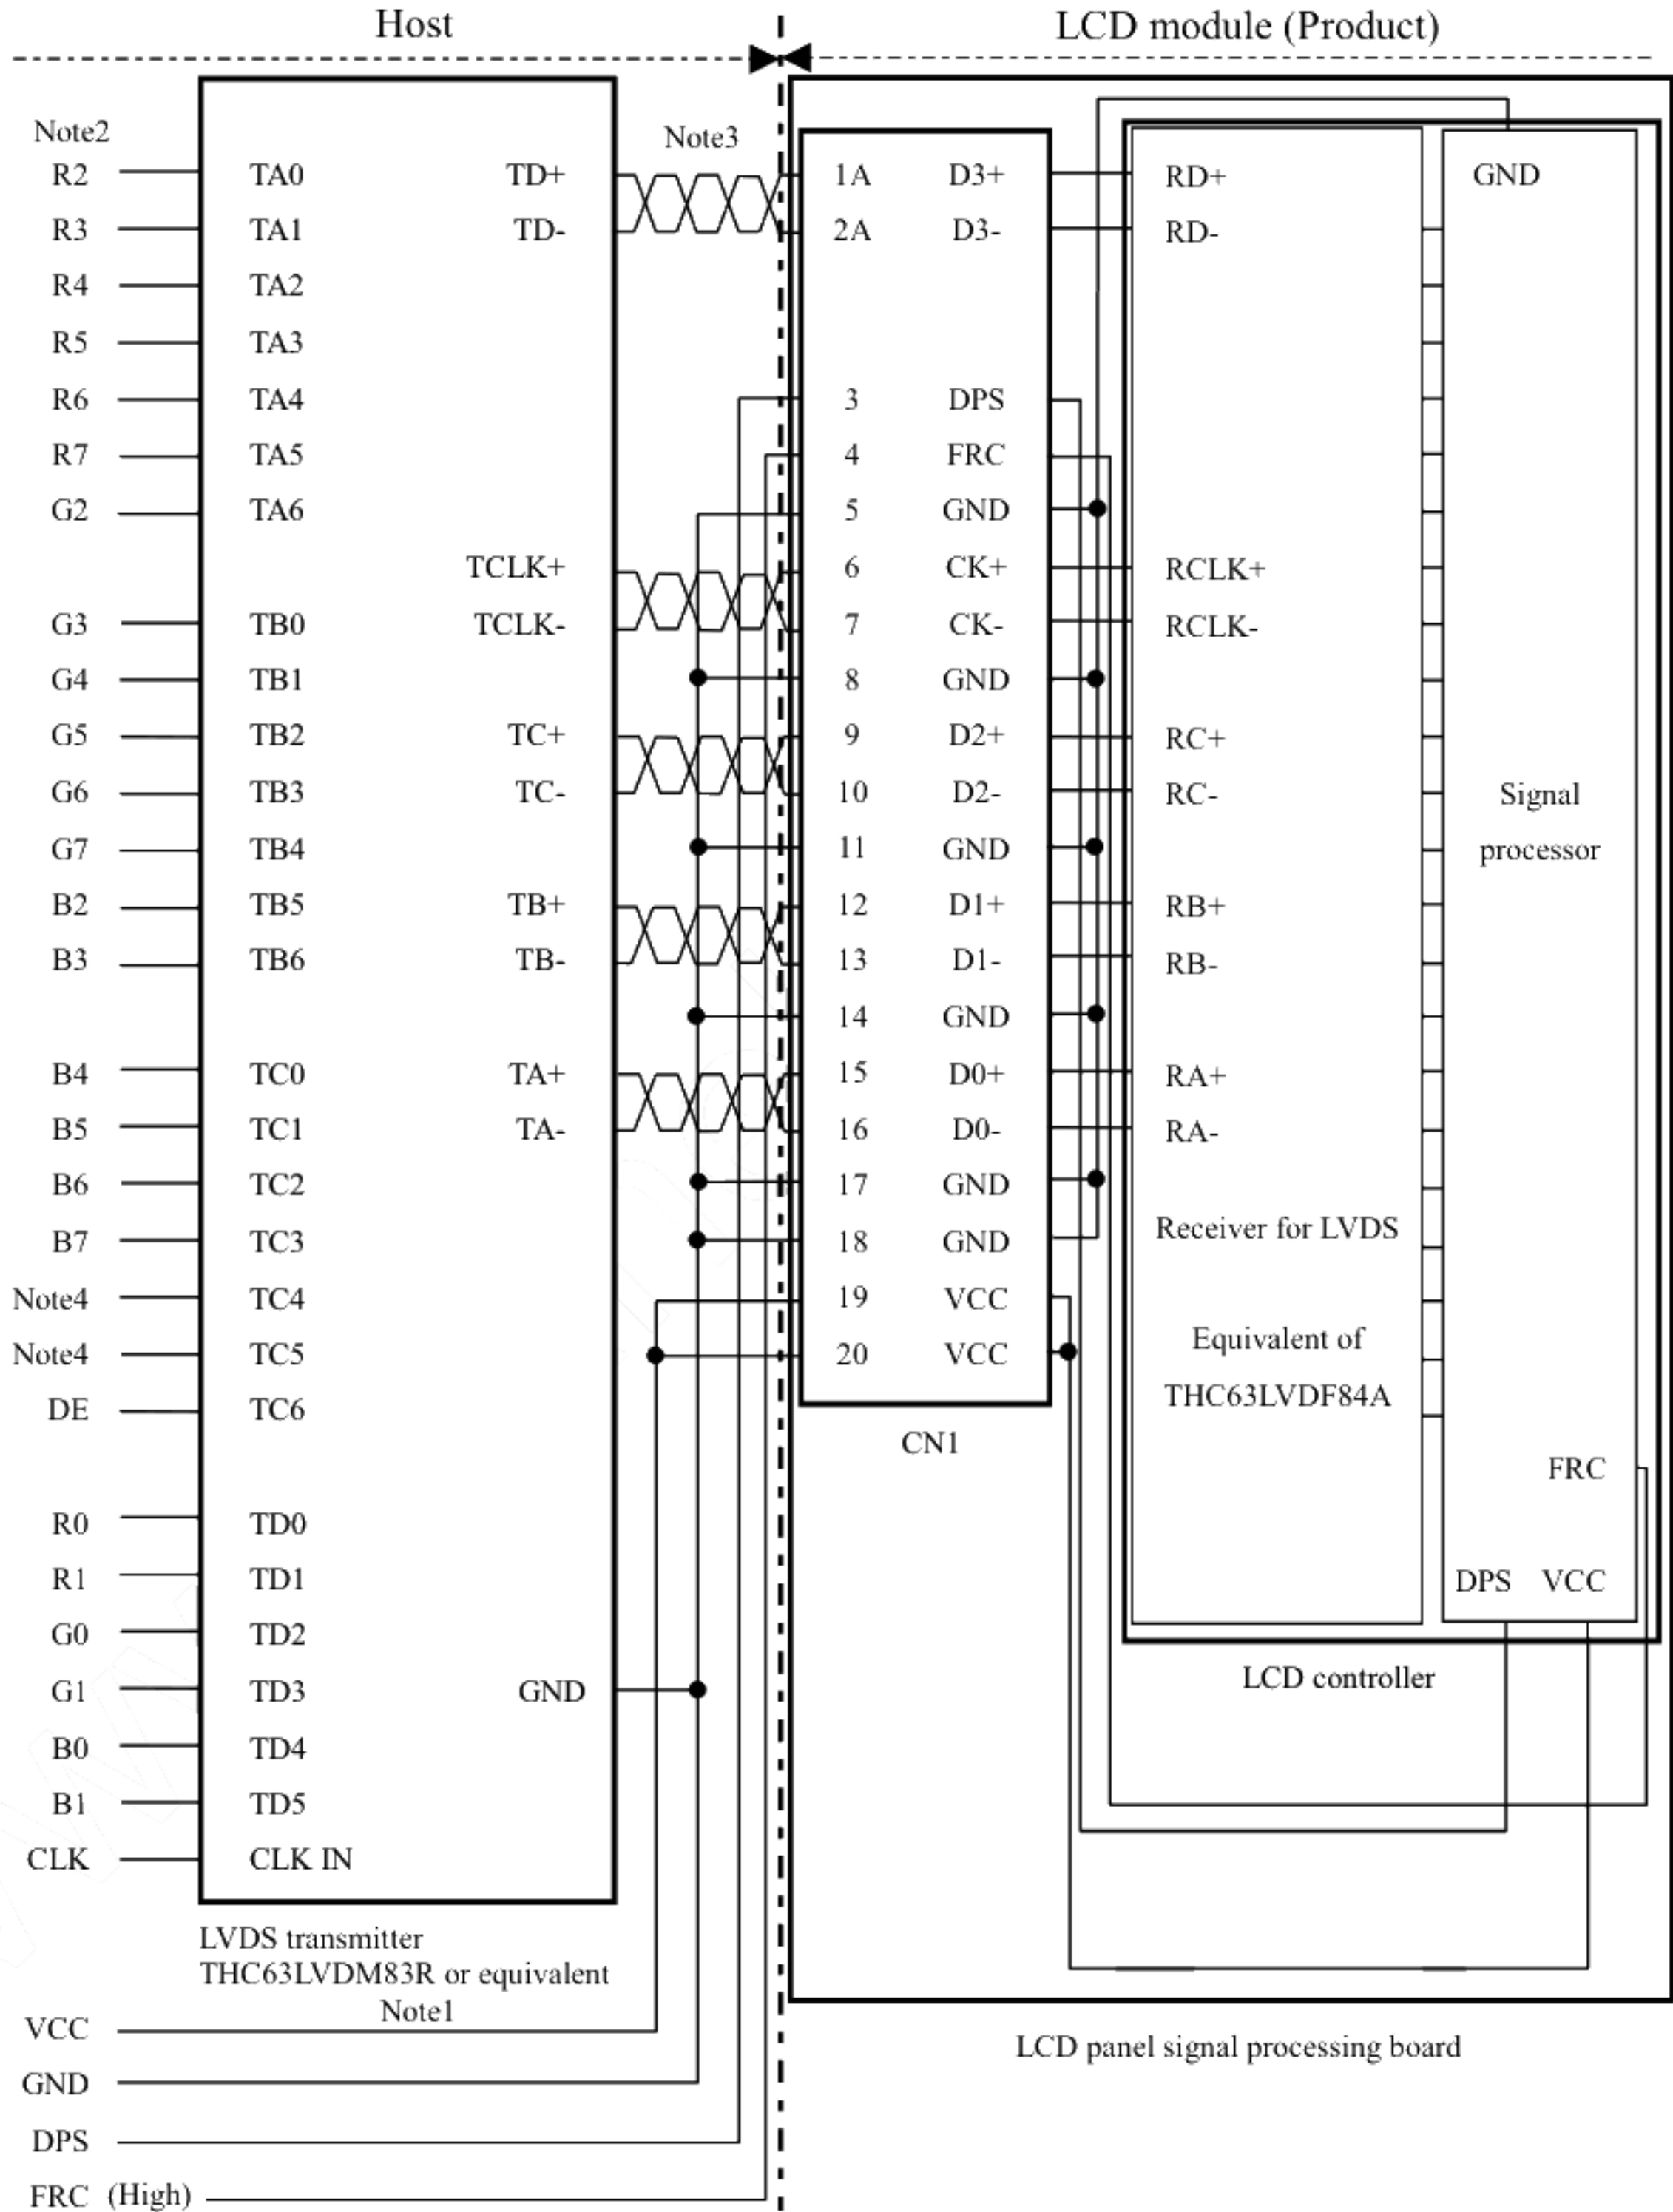 Host LCD module (Product)
Note2 Note3
R2 TA0 TD+ 1A D3+ RD+ GND
R3 TA1 TD- 2A D3- RD-
R4 TA2
R5 TA3
R6 TA4 3 DPS
R7 TA5 4 FRC
G2 TA6 5 GND
TCLK+ 6 CK+ RCLK+
G3 TB0 TCLK- 7 CK- RCLK-
G4 TB1 8 GND
G5 TB2 TC+ 9 D2+ RC+
G6 TB3 TC- 10 D2- RC- Signal
G7 TB4 11 GND processor
B2 TB5 TB+ 12 D1+ RB+
B3 TB6 TB- 13 D1- RB-
14 GND
B4 TC0 TA+ 15 D0+ RA+
B5 TC1 TA- 16 D0- RA-
B6 TC2 17 GND
B7 TC3 18 GND Receiver for LVDS
Note4 TC4 19 VCC
Note4 TC5 20 VCC Equivalent of
DE TC6 THC63LVDF84A
CN1
FRC
R0 TD0
R1 TD1 DPS VCC
G0 TD2
G1 TD3 GND LCD controller
B0 TD4
B1 TD5
CLK CLK IN
LVDS transmitter
THC63LVDM83R or equivalent
Note1
VCC
LCD panel signal processing board
GND
DPS
FRC (High)